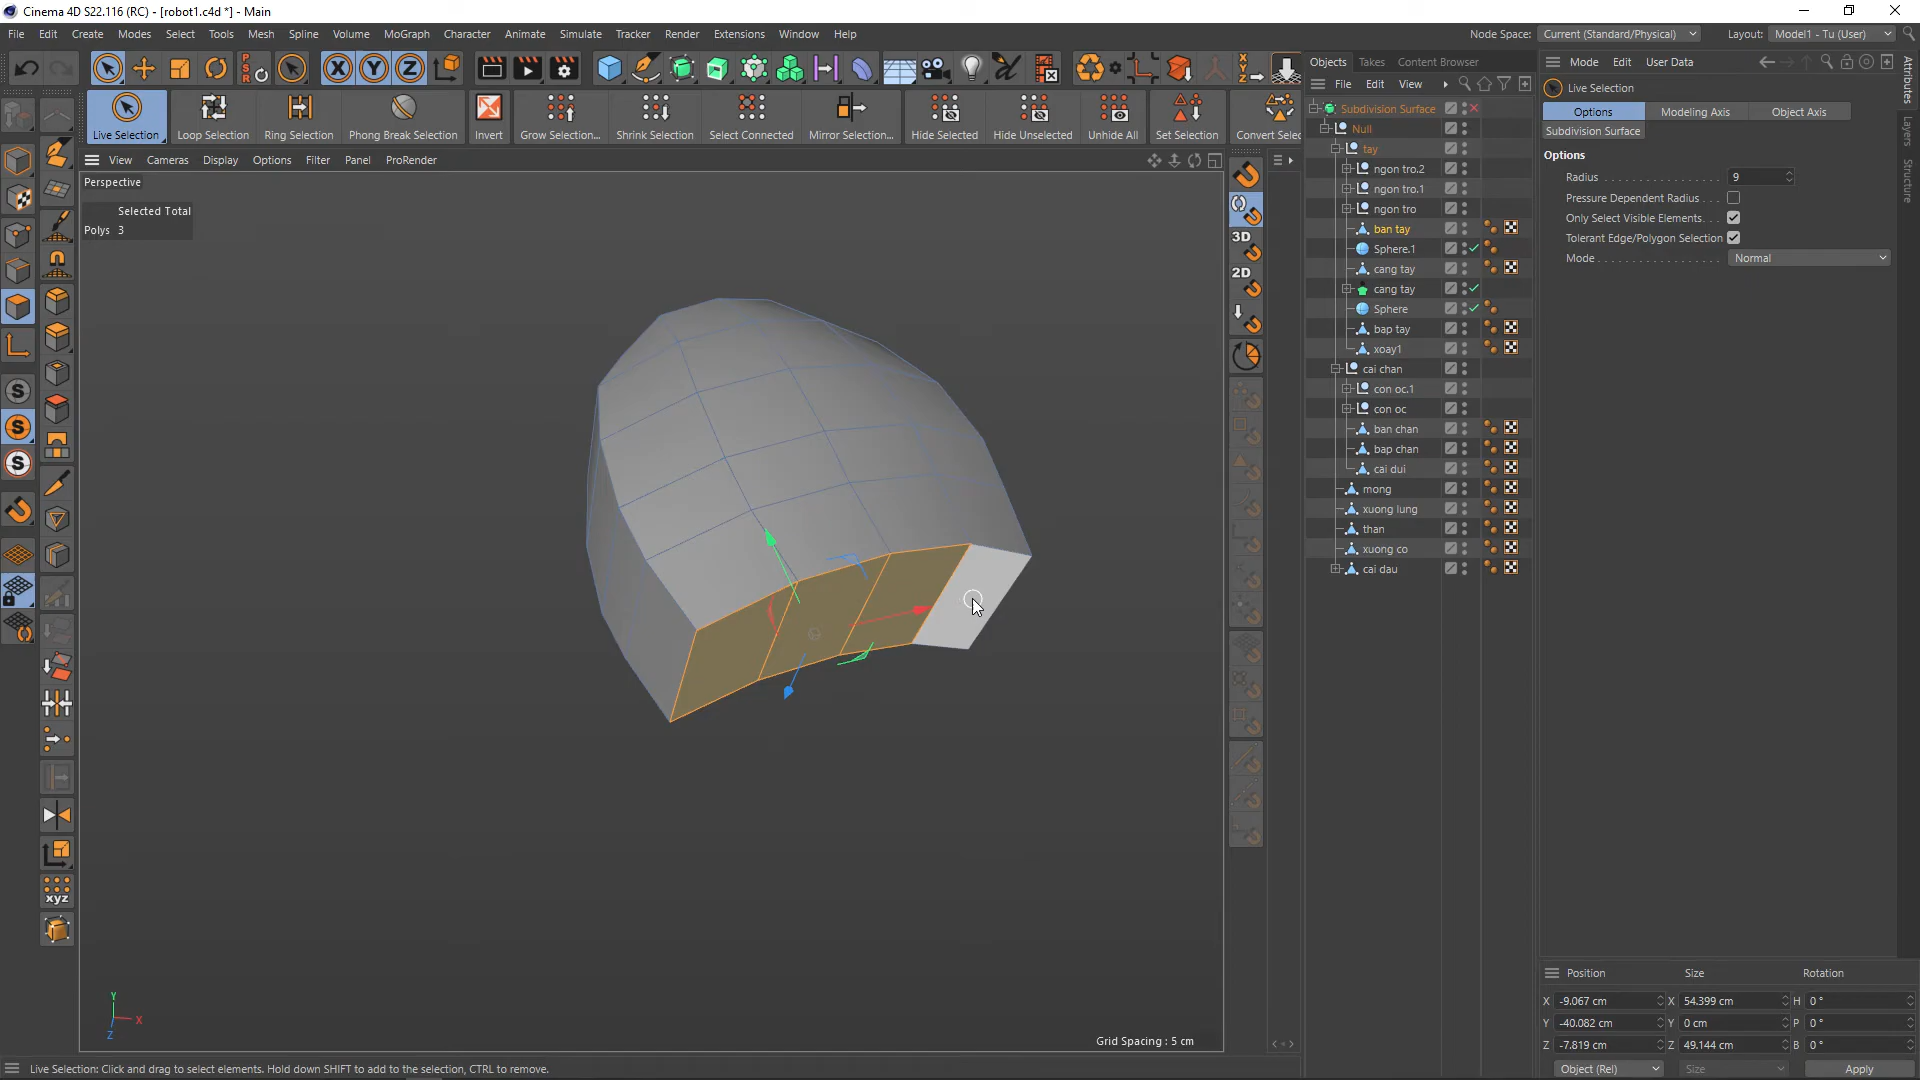 Cinema 4D S22.116 (RC) - [robot1.c4d *] - Main
File Edit Create Modes Select Tools Mesh Spline Volume MoGraph Character Animate Simulate Tracker Render Extensions Window Help
Node Space: Current (Standard/Physical) Layout: Model1 - Tu (User)
PSR
X Y Z
Live Selection Loop Selection Ring Selection Phong Break Selection Invert Grow Selection... Shrink Selection Select Connected Mirror Selection... Hide Selected Hide Unselected Unhide All Set Selection Convert Selec
View Cameras Display Options Filter Panel ProRender
Perspective
Selected Total
Polys 3
3D
2D
S
S
S
xyz
Y
X
Z
Grid Spacing : 5 cm
Live Selection: Click and drag to select elements. Hold down SHIFT to add to the selection, CTRL to remove.
Objects Takes Content Browser
File Edit View
Subdivision Surface
Null
tay
ngon tro.2
ngon tro.1
ngon tro
ban tay
Sphere.1
cang tay
cang tay
Sphere
bap tay
xoay1
cai chan
con oc.1
con oc
ban chan
bap chan
cai dui
mong
xuong lung
than
xuong co
cai dau
Mode Edit User Data
Live Selection
Options Modeling Axis Object Axis
Subdivision Surface
Options
Radius 9
Pressure Dependent Radius
Only Select Visible Elements
Tolerant Edge/Polygon Selection
Mode Normal
Attributes
Layers
Structure
Position Size Rotation
X -9.067 cm X 54.399 cm H 0 °
Y -40.082 cm Y 0 cm P 0 °
Z -7.819 cm Z 49.144 cm B 0 °
Object (Rel) Size Apply